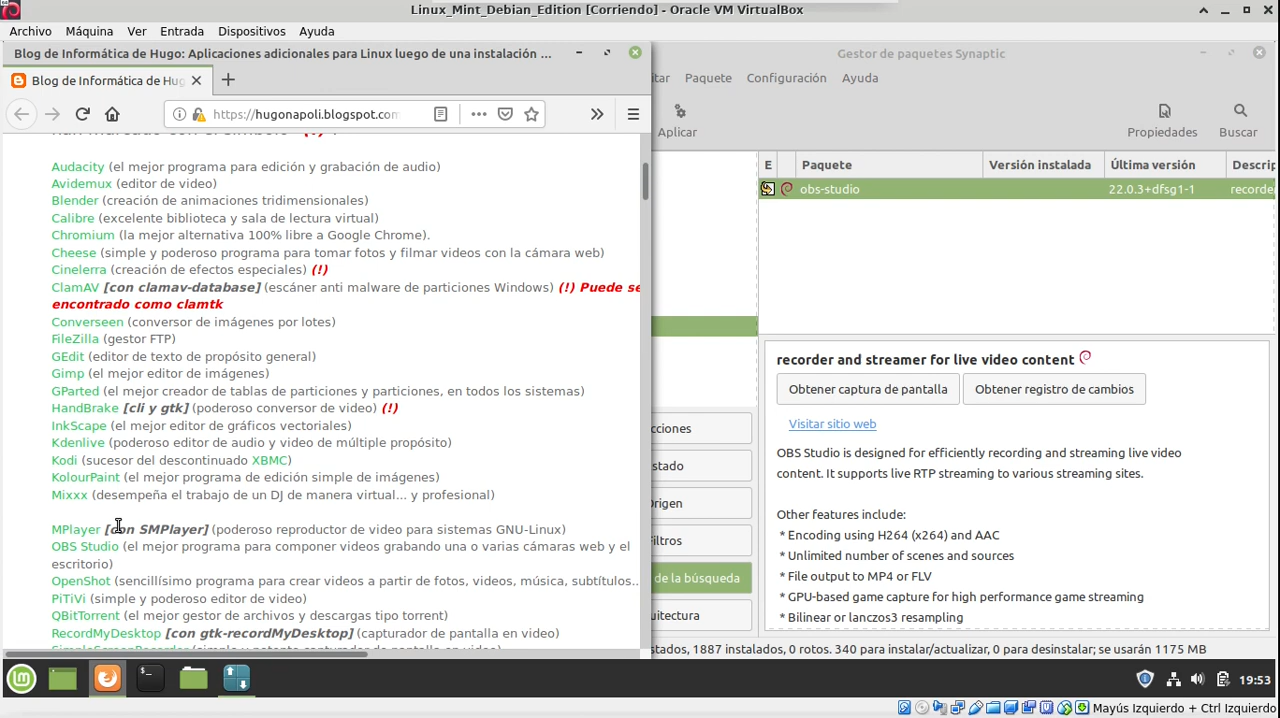 Linux_Mint_Debian_Edition [Corriendo] - Oracle VM VirtualBox
Archivo Máquina Ver Entrada Dispositivos Ayuda
Blog de Informática de Hugo: Aplicaciones adicionales para Linux luego de una instalación ...
Blog de Informática de Hug
https://hugonapoli.blogspot.com
Audacity (el mejor programa para edición y grabación de audio)
Avidemux (editor de video)
Blender (creación de animaciones tridimensionales)
Calibre (excelente biblioteca y sala de lectura virtual)
Chromium (la mejor alternativa 100% libre a Google Chrome).
Cheese (simple y poderoso programa para tomar fotos y filmar videos con la cámara web)
Cinelerra (creación de efectos especiales) (!)
ClamAV [con clamav-database] (escáner anti malware de particiones Windows) (!) Puede se
encontrado como clamtk
Converseen (conversor de imágenes por lotes)
FileZilla (gestor FTP)
GEdit (editor de texto de propósito general)
Gimp (el mejor editor de imágenes)
GParted (el mejor creador de tablas de particiones y particiones, en todos los sistemas)
HandBrake [cli y gtk] (poderoso conversor de video) (!)
InkScape (el mejor editor de gráficos vectoriales)
Kdenlive (poderoso editor de audio y video de múltiple propósito)
Kodi (sucesor del descontinuado XBMC)
KolourPaint (el mejor programa de edición simple de imágenes)
Mixxx (desempeña el trabajo de un DJ de manera virtual... y profesional)
MPlayer [con SMPlayer] (poderoso reproductor de video para sistemas GNU-Linux)
OBS Studio (el mejor programa para componer videos grabando una o varias cámaras web y el
escritorio)
OpenShot (sencillísimo programa para crear videos a partir de fotos, videos, música, subtítulos...
PiTiVi (simple y poderoso editor de video)
QBitTorrent (el mejor gestor de archivos y descargas tipo torrent)
RecordMyDesktop [con gtk-recordMyDesktop] (capturador de pantalla en video)
Gestor de paquetes Synaptic
itar Paquete Configuración Ayuda
Aplicar Propiedades Buscar
E Paquete Versión instalada Última versión Descrip
obs-studio 22.0.3+dfsg1-1 recorde
recorder and streamer for live video content
Obtener captura de pantalla Obtener registro de cambios
Visitar sitio web
OBS Studio is designed for efficiently recording and streaming live video
content. It supports live RTP streaming to various streaming sites.
Other features include:
* Encoding using H264 (x264) and AAC
* Unlimited number of scenes and sources
* File output to MP4 or FLV
* GPU-based game capture for high performance game streaming
* Bilinear or lanczos3 resampling
cciones
stado
Origen
iltros
de la búsqueda
uitectura
stados, 1887 instalados, 0 rotos. 340 para instalar/actualizar, 0 para desinstalar; se usarán 1175 MB
19:53
Mayús Izquierdo + Ctrl Izquierdo